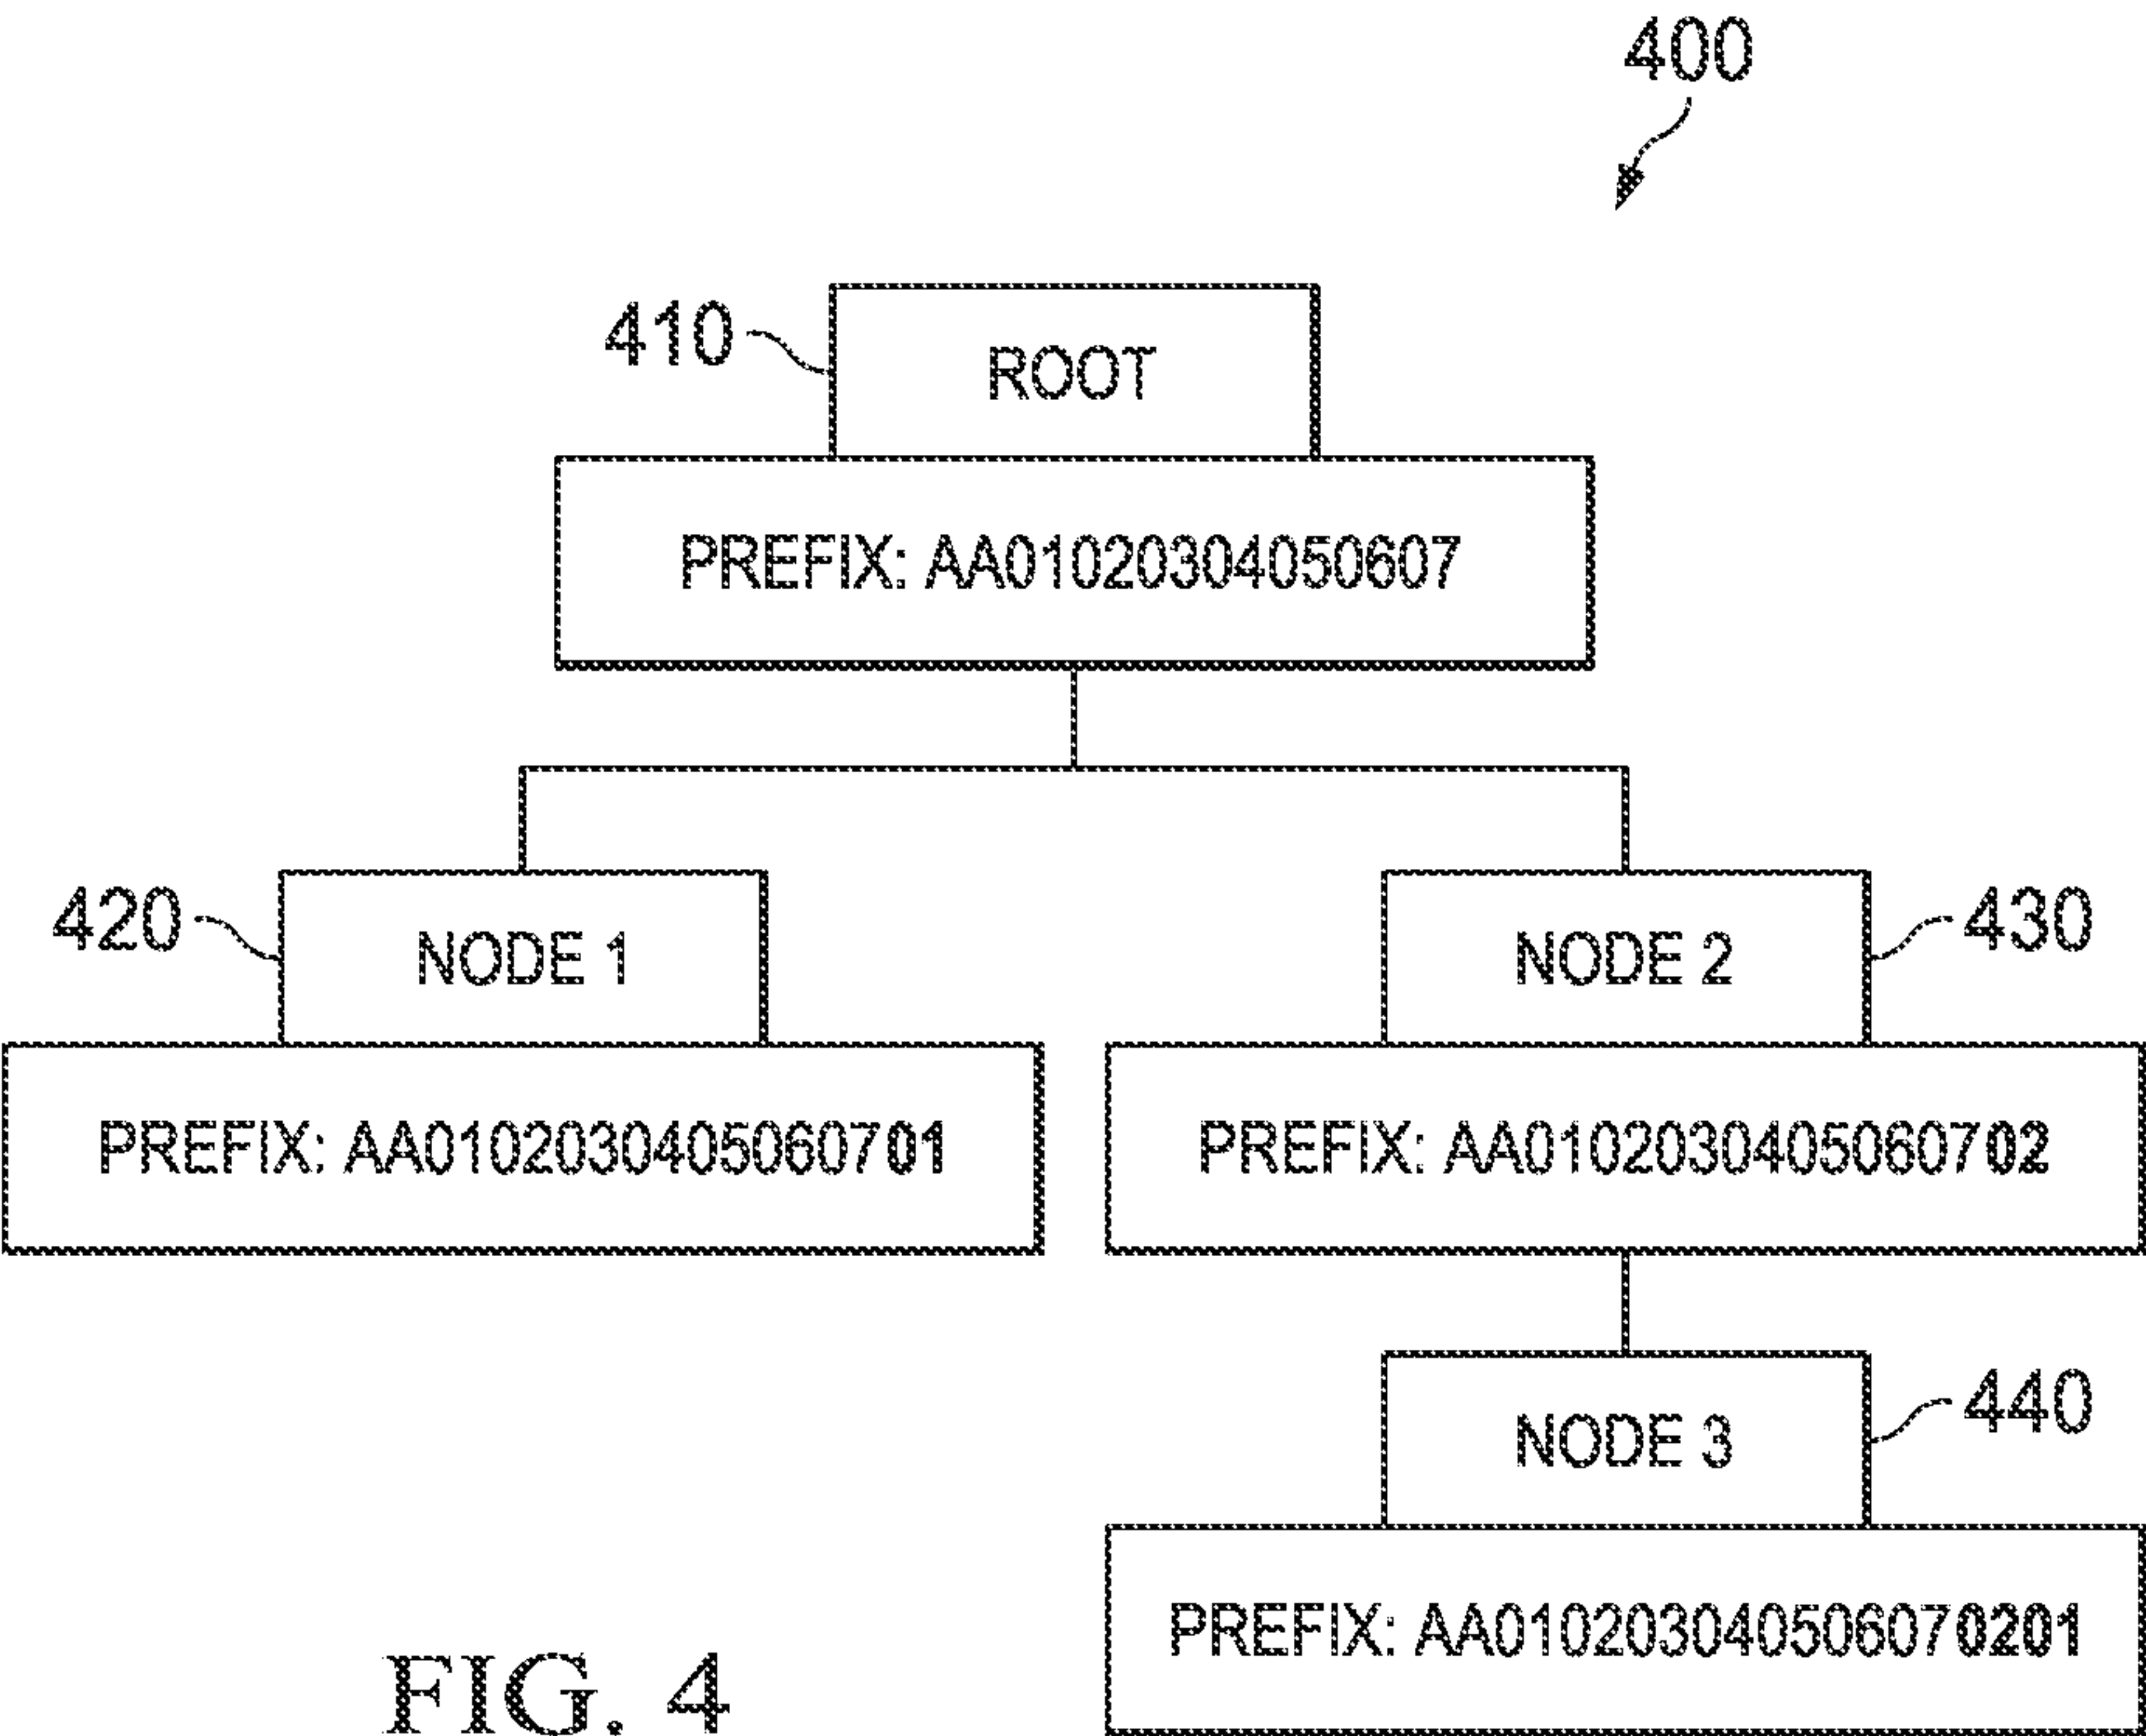 400
410
ROOT
PREFIX: AA01020304050607
420
NODE 1
NODE 2
430
PREFIX: AA0102030405060701
PREFIX: AA0102030405060702
NODE 3
440
PREFIX: AA010203040506070201
FIG. 4